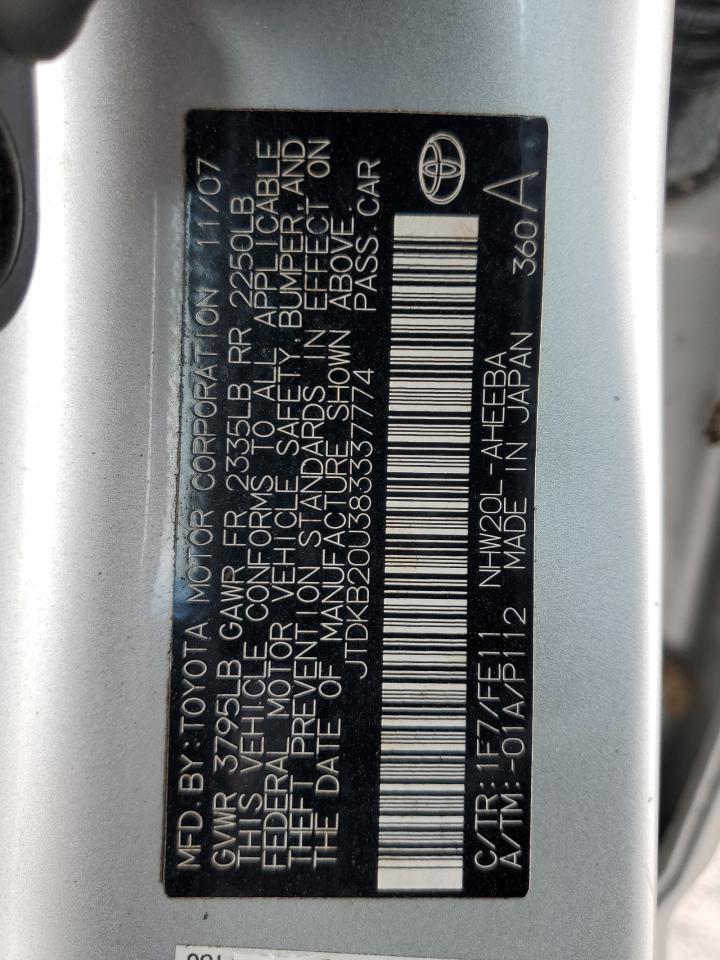 MFD. BY: TOYOTA MOTOR CORPORATION 11/07
GVWR 3795LB GAWR FR 2335LB RR 2250LB
THIS VEHICLE CONFORMS TO ALL APPLICABLE
FEDERAL MOTOR VEHICLE SAFETY, BUMPER, AND
THEFT PREVENTION STANDARDS IN EFFECT ON
THE DATE OF MANUFACTURE SHOWN ABOVE.
JTDKB20U383337774 PASS. CAR
C/TR: 1F7/FE11 NHW20L-AHEEBA 360 A
A/TM: -01A/P112 MADE IN JAPAN